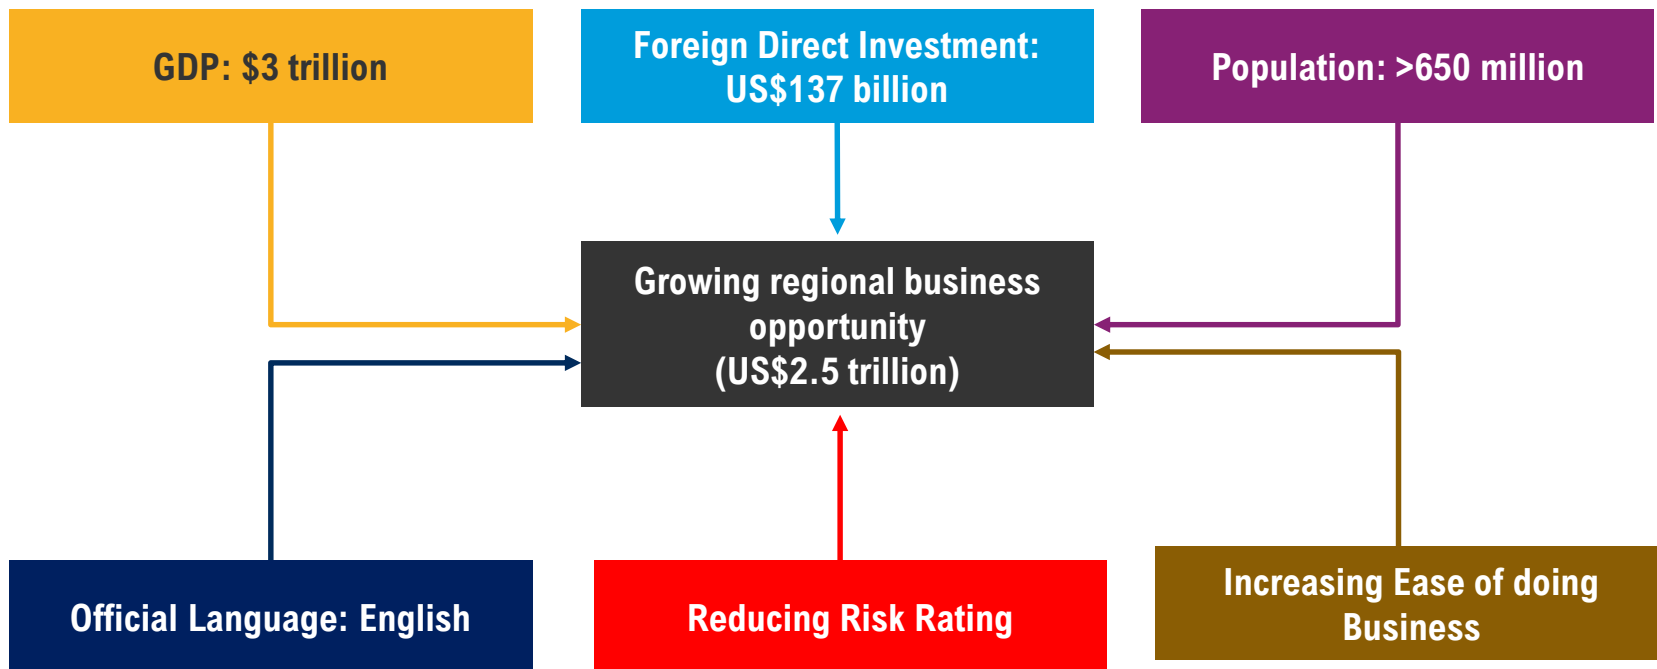 GDP: $3 trillion
Foreign Direct Investment:
US$137 billion
Population: >650 million
Growing regional business
opportunity
(US$2.5 trillion)
Official Language: English
Reducing Risk Rating
Increasing Ease of doing
Business